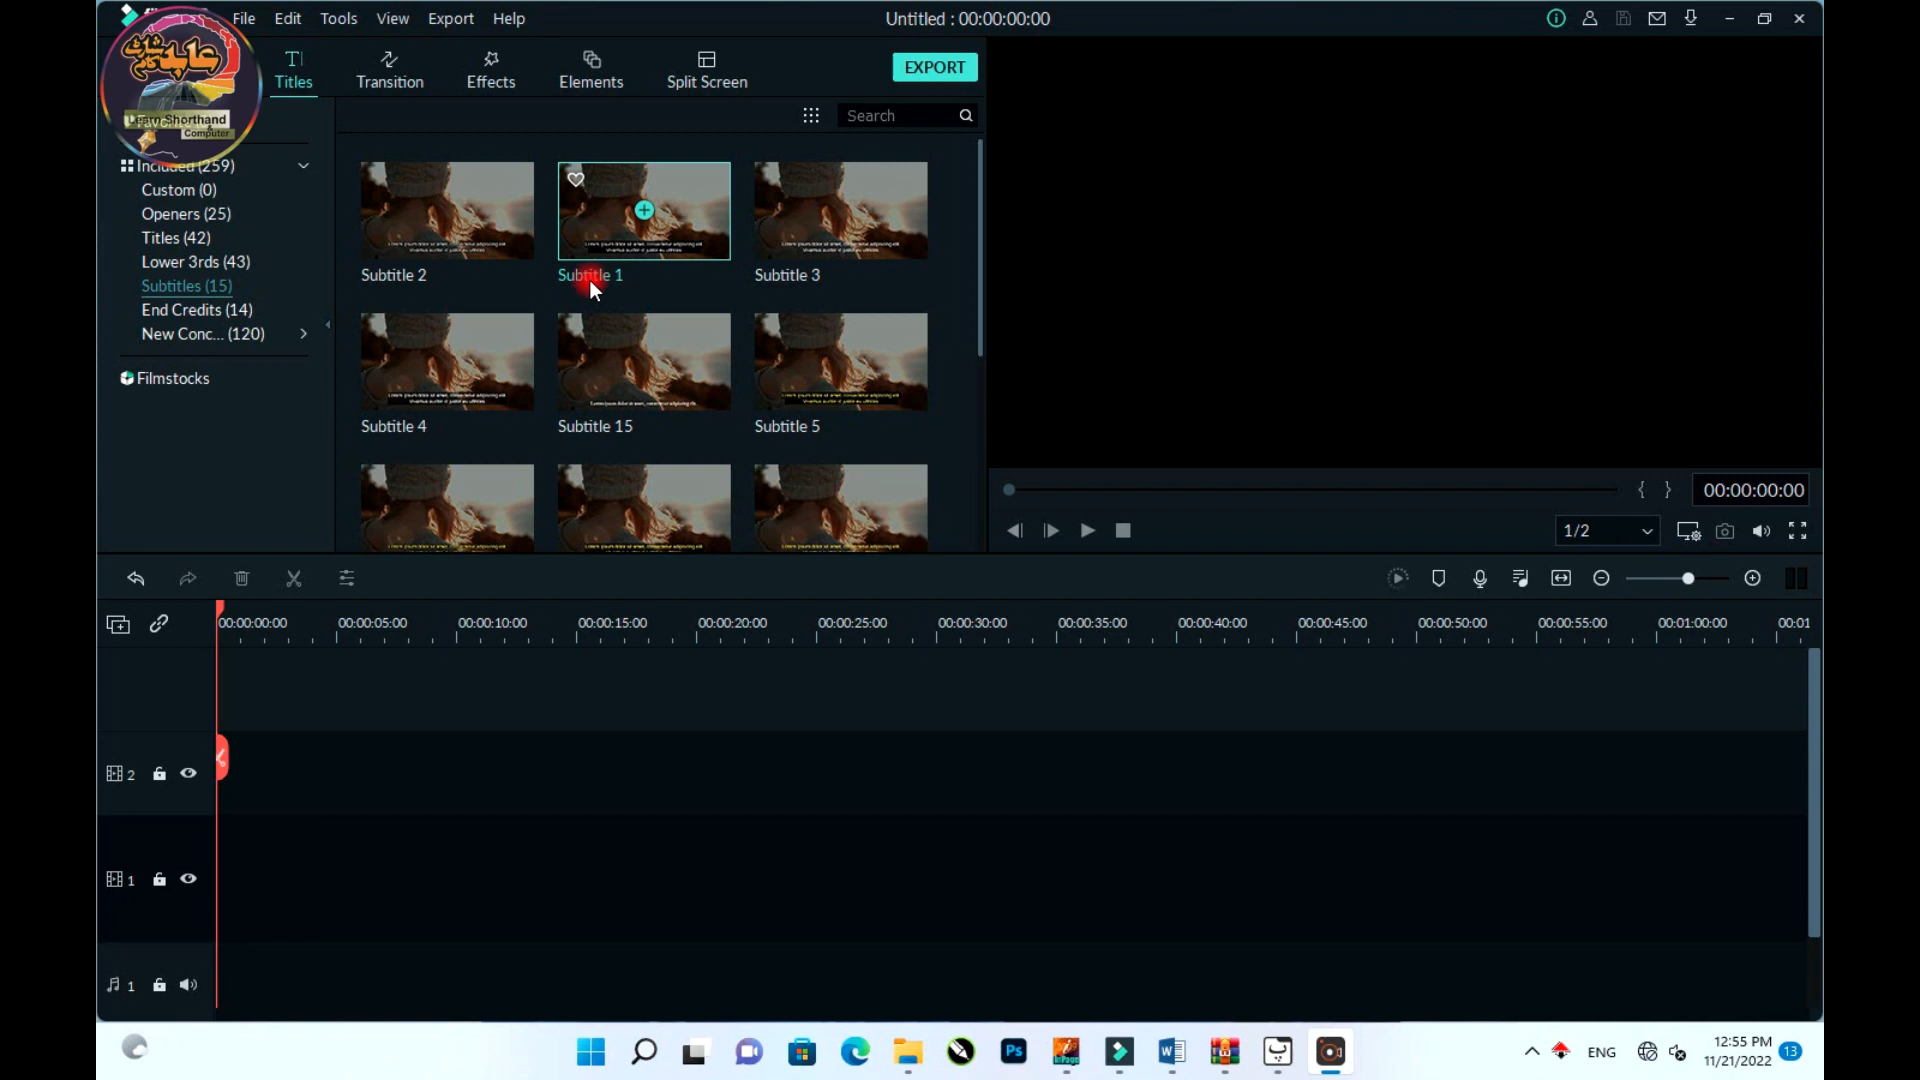 File Edit Tools View Export Help
Untitled : 00:00:00:00
عابد شارٹ
Learn Shorthand
Computer
Titles
Transition
Effects
Elements
Split Screen
EXPORT
Search
Included (259)
Custom (0)
Openers (25)
Titles (42)
Lower 3rds (43)
Subtitles (15)
End Credits (14)
New Conc... (120)
Filmstocks
Subtitle 2
Subtitle 1
Subtitle 3
Subtitle 4
Subtitle 15
Subtitle 5
00:00:00:00
1/2
00:00:00:00 00:00:05:00 00:00:10:00 00:00:15:00 00:00:20:00 00:00:25:00 00:00:30:00 00:00:35:00 00:00:40:00 00:00:45:00 00:00:50:00 00:00:55:00 00:01:00:00 00:01
2
1
1
Ps
InPage
ENG
12:55 PM
11/21/2022
13